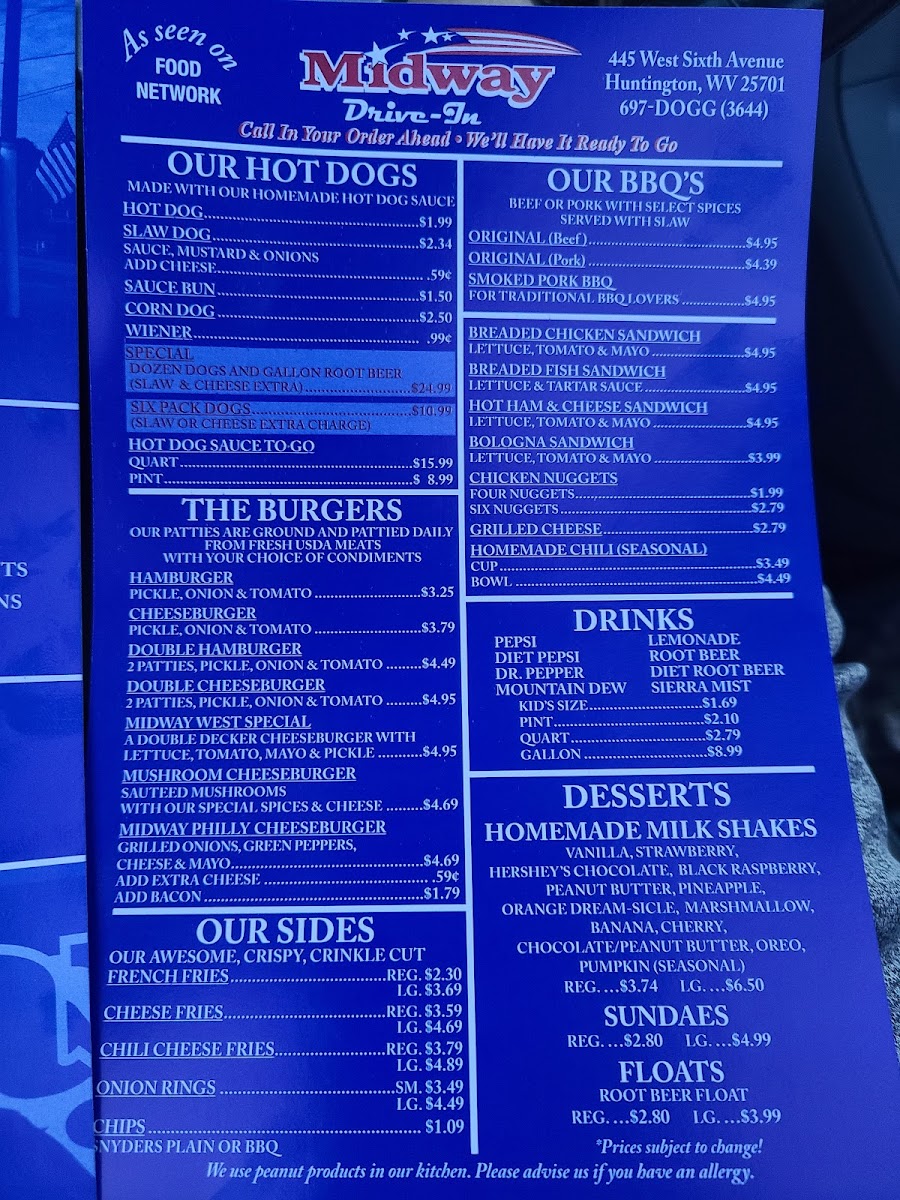 As seen on
FOOD
NETWORK
Midway
Drive-In
445 West Sixth Avenue
Huntington, WV 25701
697-DOGG (3644)
Call In Your Order Ahead • We'll Have It Ready To Go
OUR HOT DOGS
MADE WITH OUR HOMEMADE HOT DOG SAUCE
HOT DOG.....$1.99
SLAW DOG.....$2.34
SAUCE, MUSTARD & ONIONS
ADD CHEESE.....59¢
SAUCE BUN.....$1.50
CORN DOG.....$2.50
WIENER.....99¢
SPECIAL
DOZEN DOGS AND GALLON ROOT BEER
(SLAW & CHEESE EXTRA).....$24.99
SIX PACK DOGS.....$10.99
(SLAW OR CHEESE EXTRA CHARGE)
HOT DOG SAUCE TO-GO
QUART.....$15.99
PINT.....$ 8.99
THE BURGERS
OUR PATTIES ARE GROUND AND PATTIED DAILY
FROM FRESH USDA MEATS
WITH YOUR CHOICE OF CONDIMENTS
HAMBURGER
PICKLE, ONION & TOMATO.....$3.25
CHEESEBURGER
PICKLE, ONION & TOMATO.....$3.79
DOUBLE HAMBURGER
2 PATTIES, PICKLE, ONION & TOMATO.....$4.49
DOUBLE CHEESEBURGER
2 PATTIES, PICKLE, ONION & TOMATO.....$4.95
MIDWAY WEST SPECIAL
A DOUBLE DECKER CHEESEBURGER WITH
LETTUCE, TOMATO, MAYO & PICKLE.....$4.95
MUSHROOM CHEESEBURGER
SAUTEED MUSHROOMS
WITH OUR SPECIAL SPICES & CHEESE.....$4.69
MIDWAY PHILLY CHEESEBURGER
GRILLED ONIONS, GREEN PEPPERS,
CHEESE & MAYO.....$4.69
ADD EXTRA CHEESE.....59¢
ADD BACON.....$1.79
OUR SIDES
OUR AWESOME, CRISPY, CRINKLE CUT
FRENCH FRIES.....REG. $2.30
LG. $3.69
CHEESE FRIES.....REG. $3.59
LG. $4.69
CHILI CHEESE FRIES.....REG. $3.79
LG. $4.89
ONION RINGS.....SM. $3.49
LG. $4.49
CHIPS.....$1.09
SNYDERS PLAIN OR BBQ
OUR BBQ'S
BEEF OR PORK WITH SELECT SPICES
SERVED WITH SLAW
ORIGINAL (Beef).....$4.95
ORIGINAL (Pork).....$4.39
SMOKED PORK BBQ
FOR TRADITIONAL BBQ LOVERS.....$4.95
BREADED CHICKEN SANDWICH
LETTUCE, TOMATO & MAYO.....$4.95
BREADED FISH SANDWICH
LETTUCE & TARTAR SAUCE.....$4.95
HOT HAM & CHEESE SANDWICH
LETTUCE, TOMATO & MAYO.....$4.95
BOLOGNA SANDWICH
LETTUCE, TOMATO & MAYO.....$3.99
CHICKEN NUGGETS
FOUR NUGGETS.....$1.99
SIX NUGGETS.....$2.79
GRILLED CHEESE.....$2.79
HOMEMADE CHILI (SEASONAL)
CUP.....$3.49
BOWL.....$4.49
DRINKS
PEPSI LEMONADE
DIET PEPSI ROOT BEER
DR. PEPPER DIET ROOT BEER
MOUNTAIN DEW SIERRA MIST
KID'S SIZE.....$1.69
PINT.....$2.10
QUART.....$2.79
GALLON.....$8.99
DESSERTS
HOMEMADE MILK SHAKES
VANILLA, STRAWBERRY,
HERSHEY'S CHOCOLATE, BLACK RASPBERRY,
PEANUT BUTTER, PINEAPPLE,
ORANGE DREAM-SICLE, MARSHMALLOW,
BANANA, CHERRY,
CHOCOLATE/PEANUT BUTTER, OREO,
PUMPKIN (SEASONAL)
REG. ...$3.74 LG. ...$6.50
SUNDAES
REG. ...$2.80 LG. ...$4.99
FLOATS
ROOT BEER FLOAT
REG. ...$2.80 LG. ...$3.99
*Prices subject to change!
We use peanut products in our kitchen. Please advise us if you have an allergy.
TS
NS